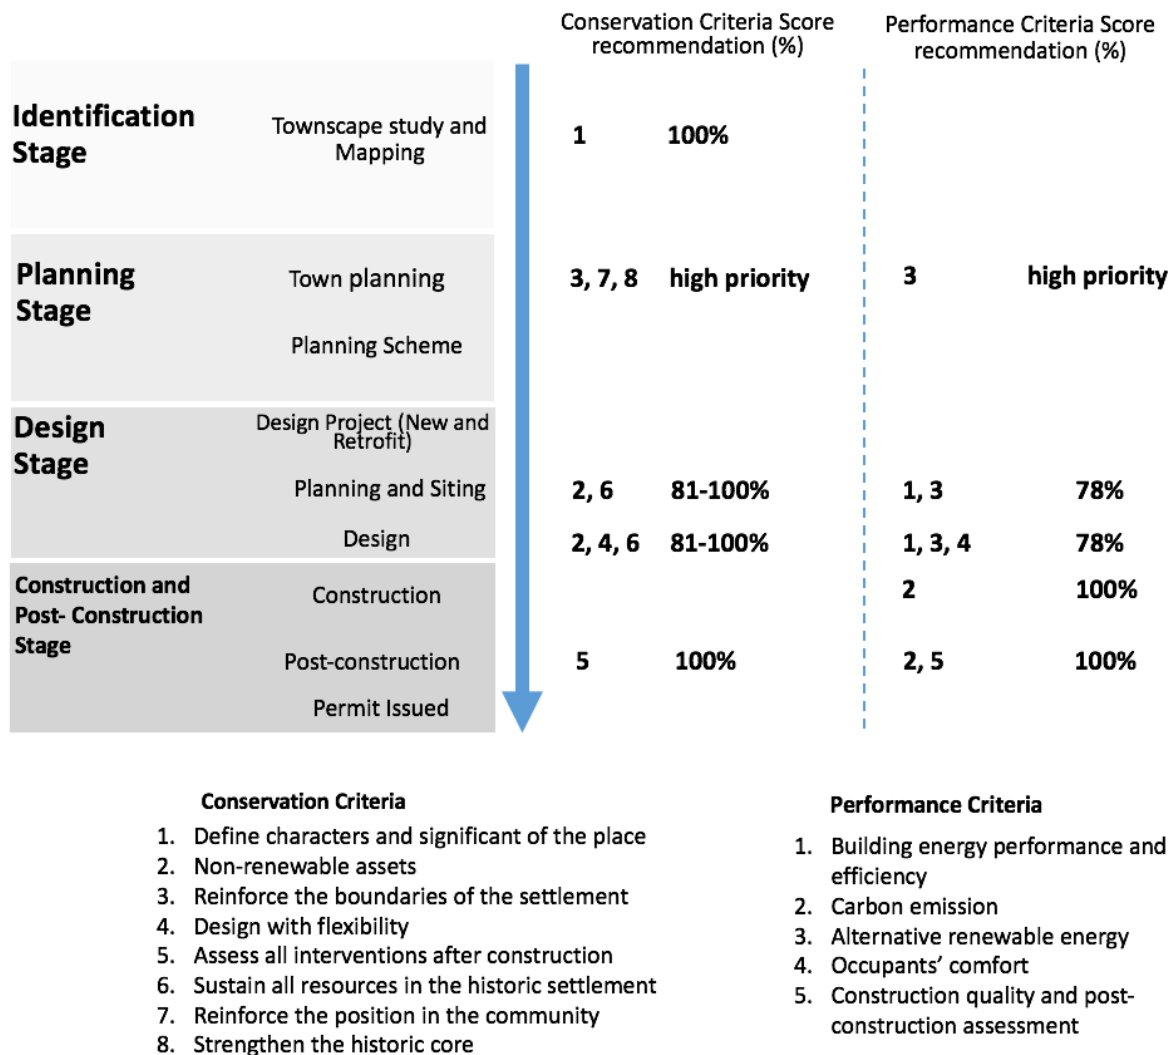 Conservation Criteria Score
recommendation (%)
Performance Criteria Score
recommendation (%)
Identification
Stage
Townscape study and
Mapping
1 100%
Planning
Stage
Town planning
3, 7, 8 high priority
3 high priority
Planning Scheme
Design
Stage
Design Project (New and
Retrofit)
Planning and Siting
2, 6 81-100%
1, 3 78%
Design
2, 4, 6 81-100%
1, 3, 4 78%
Construction and
Post- Construction
Stage
Construction
2 100%
Post-construction
5 100%
2, 5 100%
Permit Issued
Conservation Criteria
1. Define characters and significant of the place
2. Non-renewable assets
3. Reinforce the boundaries of the settlement
4. Design with flexibility
5. Assess all interventions after construction
6. Sustain all resources in the historic settlement
7. Reinforce the position in the community
8. Strengthen the historic core
Performance Criteria
1. Building energy performance and
efficiency
2. Carbon emission
3. Alternative renewable energy
4. Occupants' comfort
5. Construction quality and post-
construction assessment